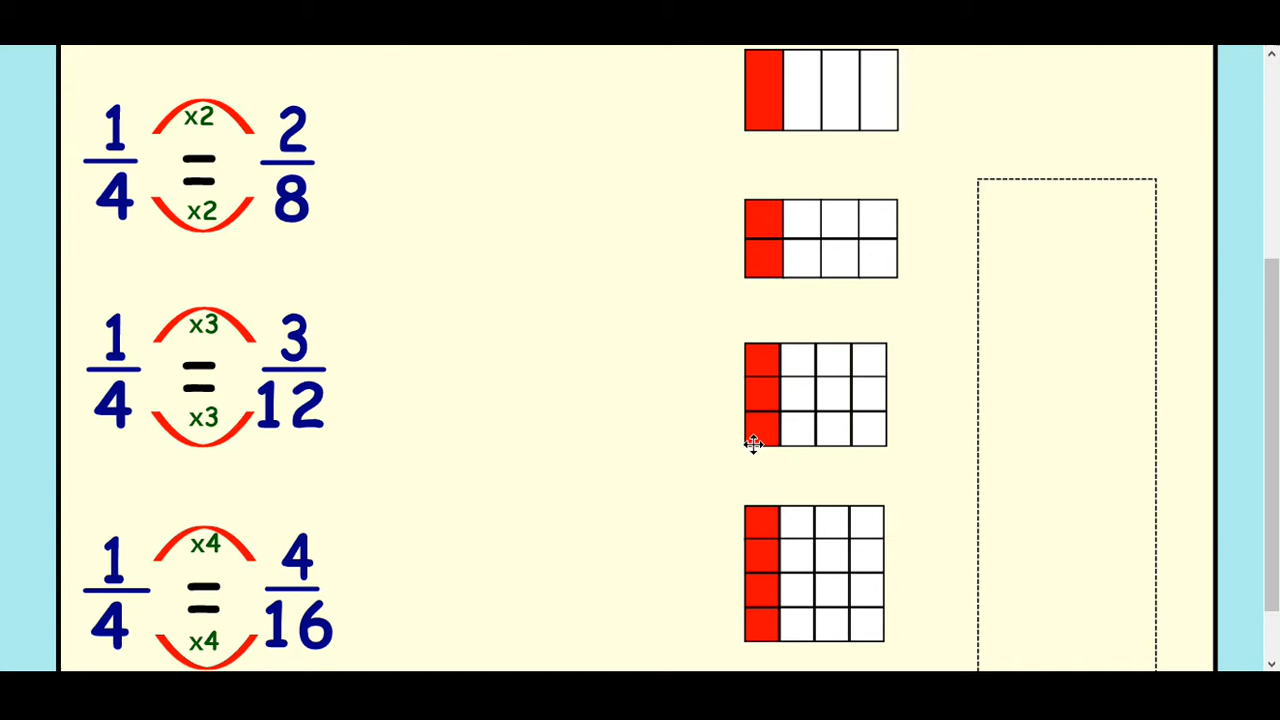 1 x2 2
4 = 8
x2
1 x3 3
4 = 12
x3
1 x4 4
4 = 16
x4